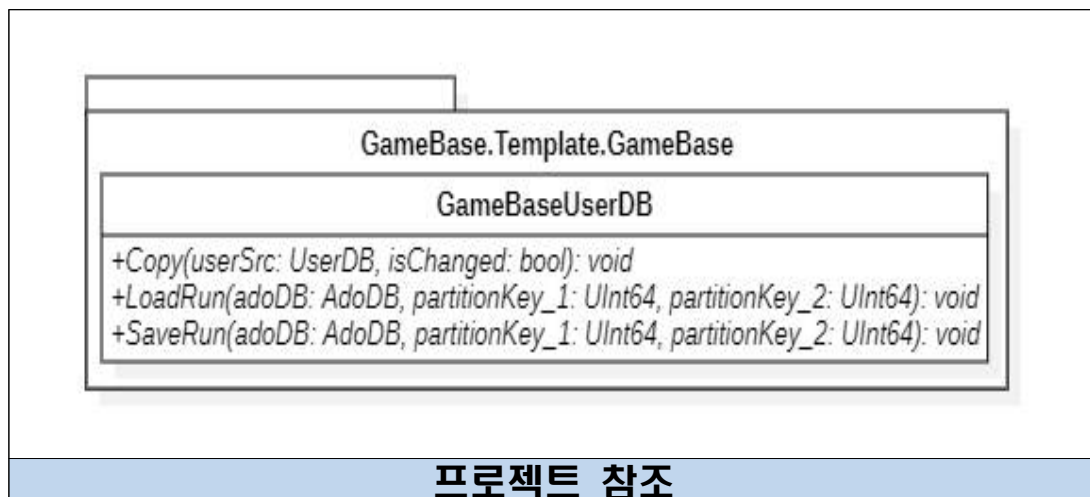 GameBase.Template.GameBase
GameBaseUserDB
+Copy(userSrc: UserDB, isChanged: bool): void
+LoadRun(adoDB: AdoDB, partitionKey_1: UInt64, partitionKey_2: UInt64): void
+SaveRun(adoDB: AdoDB, partitionKey_1: UInt64, partitionKey_2: UInt64): void
프로젝트 참조